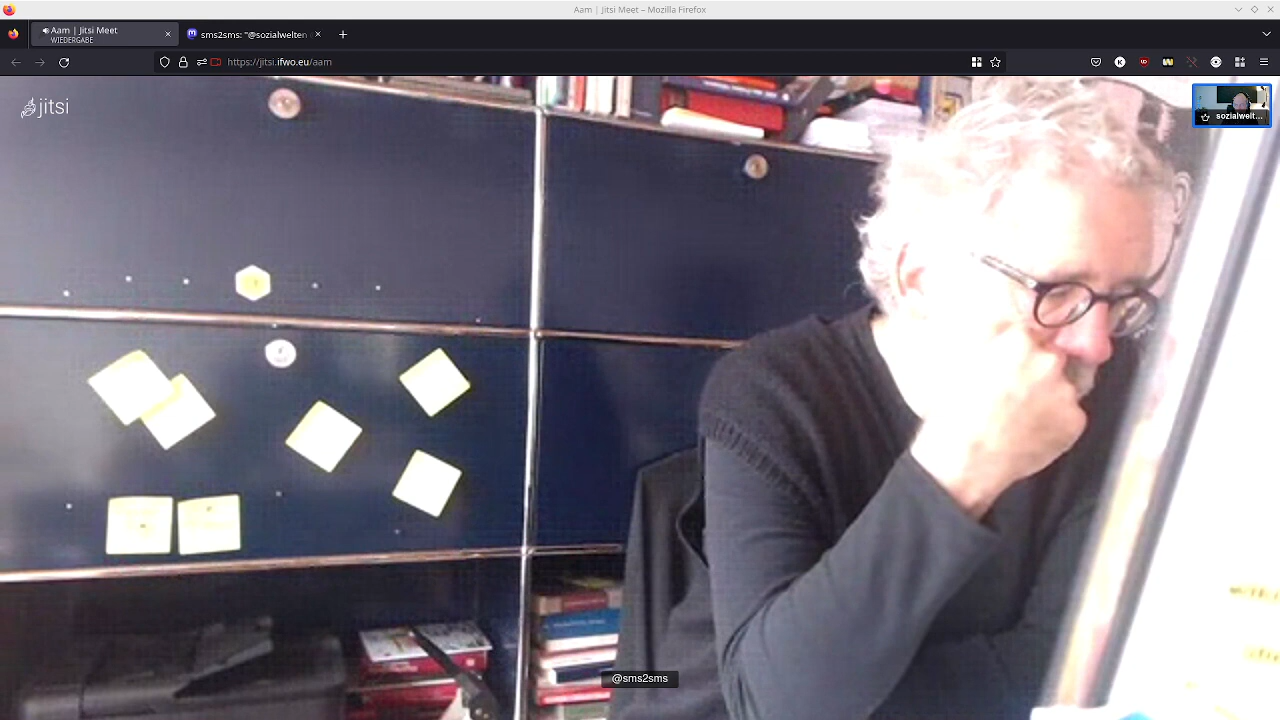 Aam | Jitsi Meet – Mozilla Firefox
Aam | Jitsi Meet
WIEDERGABE
sms2sms: "@sozialwelten
https://jitsi.ifwo.eu/aam
jitsi
sozialwelt...
@sms2sms